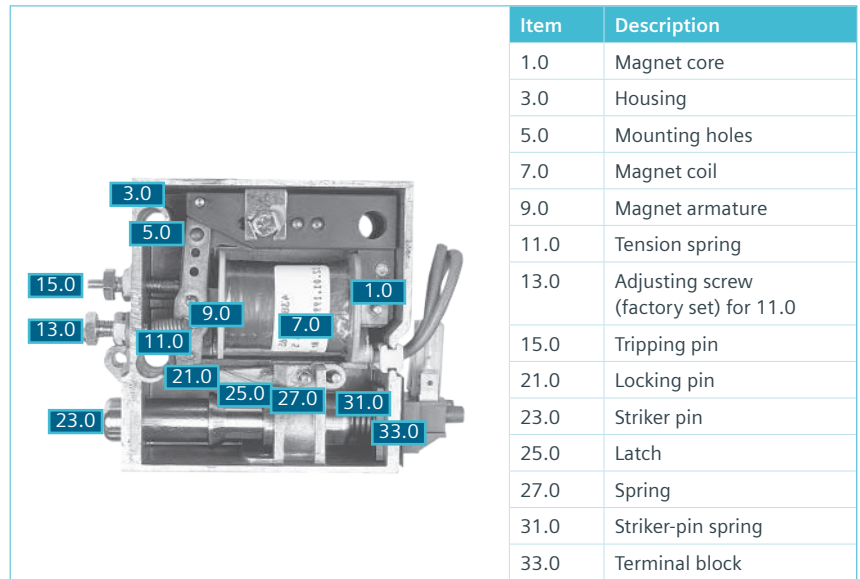 Item Description
1.0 Magnet core
3.0 Housing
5.0 Mounting holes
7.0 Magnet coil
9.0 Magnet armature
11.0 Tension spring
13.0 Adjusting screw
(factory set) for 11.0
15.0 Tripping pin
21.0 Locking pin
23.0 Striker pin
25.0 Latch
27.0 Spring
31.0 Striker-pin spring
33.0 Terminal block
3.0
5.0
15.0
1.0
9.0
13.0
7.0
11.0
21.0
25.0
27.0
31.0
23.0
33.0